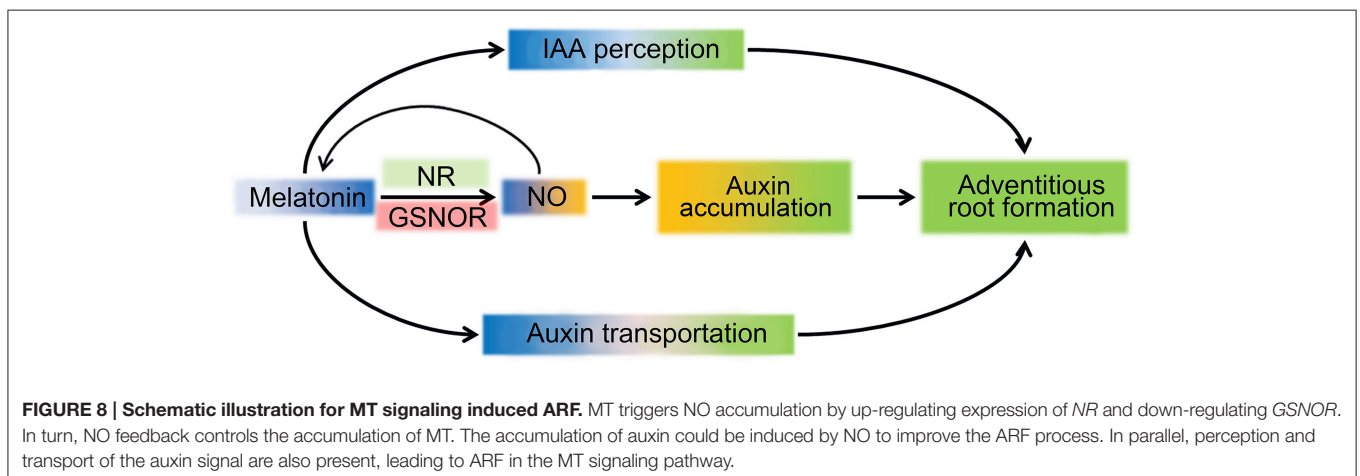 IAA perception
NR
Melatonin
NO
GSNOR
Auxin
accumulation
Adventitious
root formation
Auxin transportation
FIGURE 8 | Schematic illustration for MT signaling induced ARF. MT triggers NO accumulation by up-regulating expression of NR and down-regulating GSNOR.
In turn, NO feedback controls the accumulation of MT. The accumulation of auxin could be induced by NO to improve the ARF process. In parallel, perception and
transport of the auxin signal are also present, leading to ARF in the MT signaling pathway.